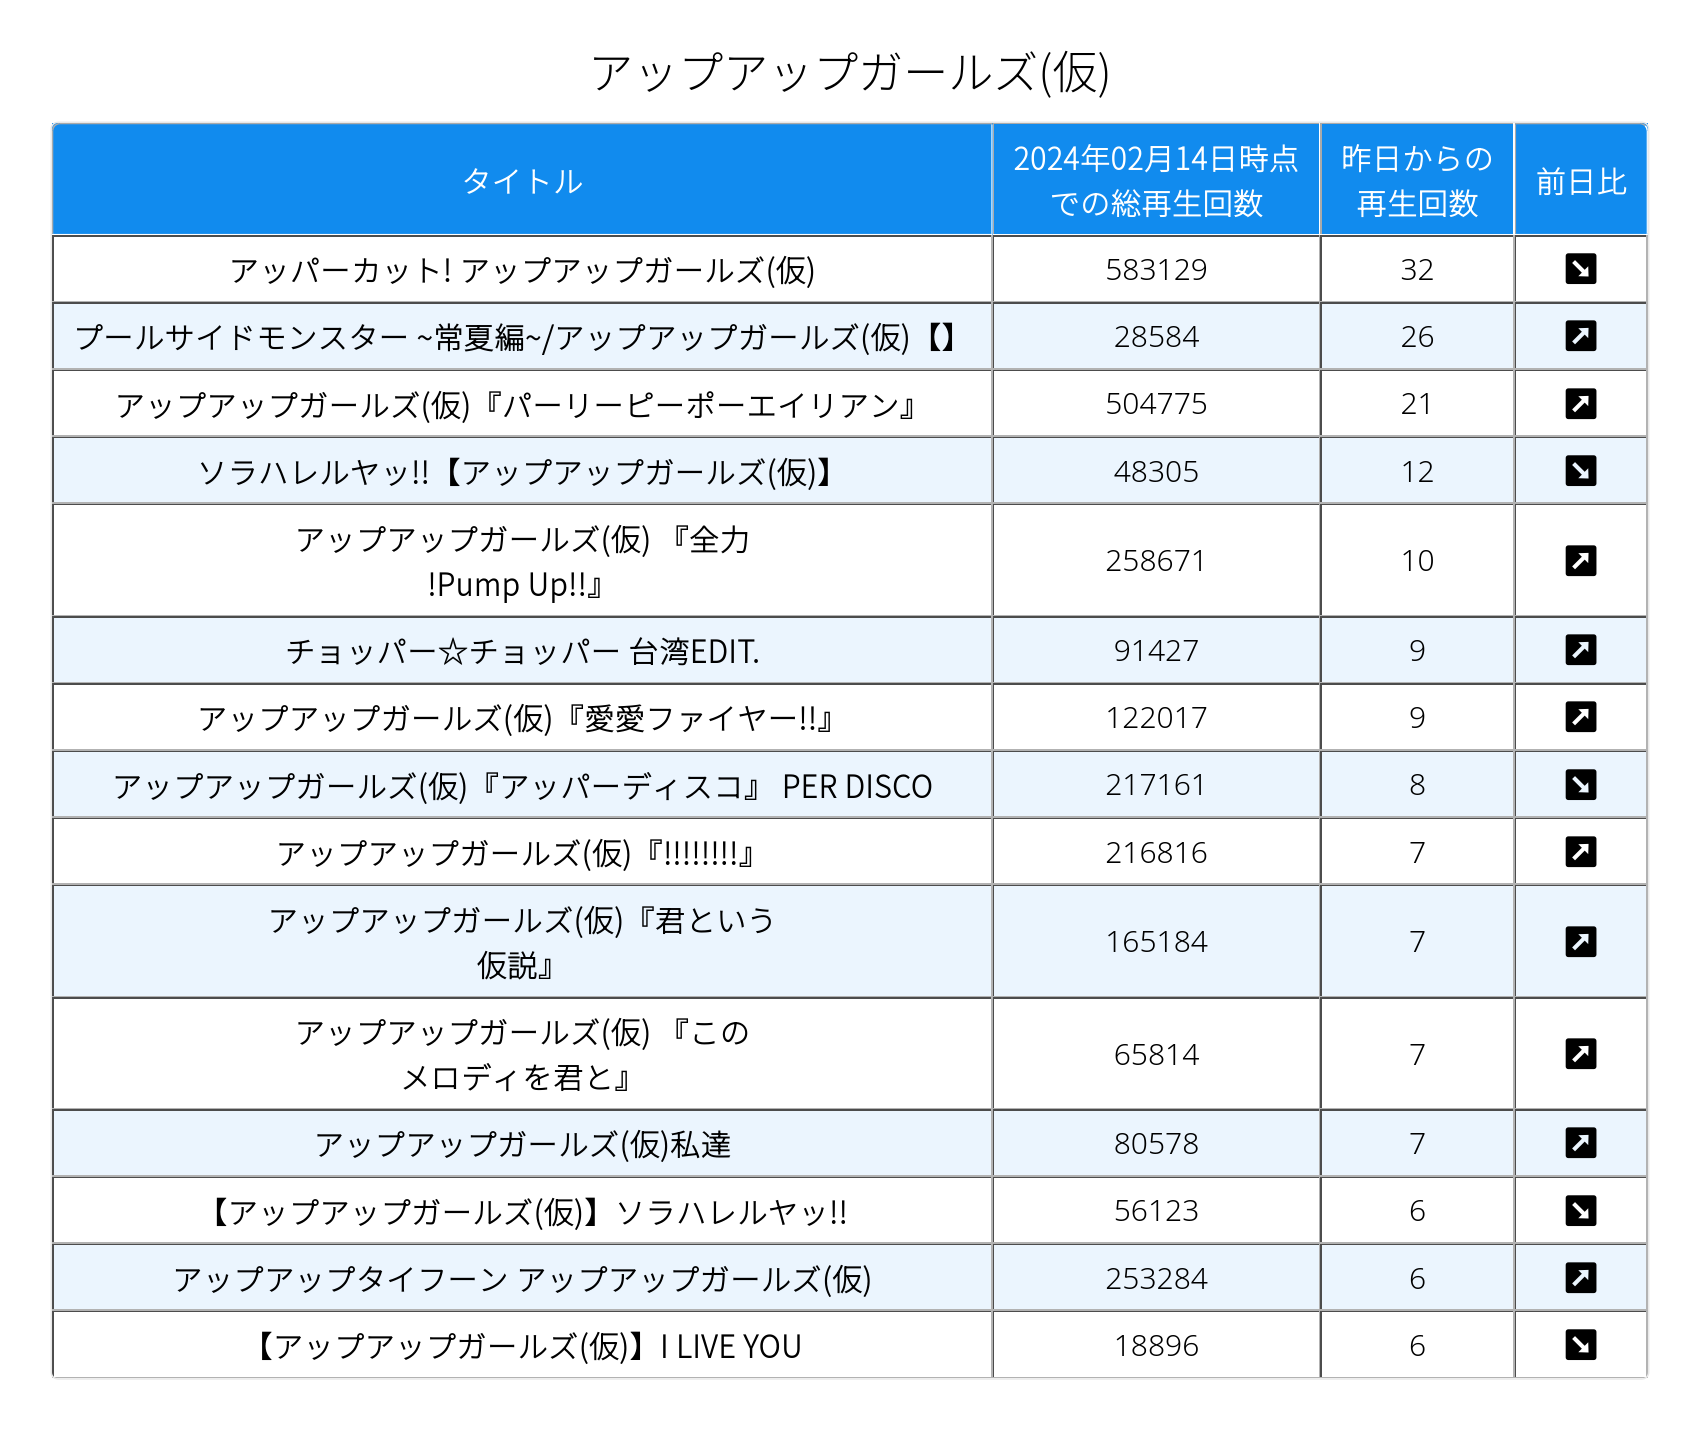 アップアップガールズ(仮)
タイトル
2024年02月14日時点
での総再生回数
昨日からの
再生回数
前日比
アッパーカット! アップアップガールズ(仮)
583129
32
プールサイドモンスター ~常夏編~/アップアップガールズ(仮)【】
28584
26
アップアップガールズ(仮)『パーリーピーポーエイリアン』
504775
21
ソラハレルヤッ!!【アップアップガールズ(仮)】
48305
12
アップアップガールズ(仮) 『全力
!Pump Up!!』
258671
10
チョッパー☆チョッパー 台湾EDIT.
91427
9
アップアップガールズ(仮)『愛愛ファイヤー!!』
122017
9
アップアップガールズ(仮)『アッパーディスコ』 PER DISCO
217161
8
アップアップガールズ(仮)『!!!!!!!!』
216816
7
アップアップガールズ(仮)『君という
仮説』
165184
7
アップアップガールズ(仮) 『この
メロディを君と』
65814
7
アップアップガールズ(仮)私達
80578
7
【アップアップガールズ(仮)】ソラハレルヤッ!!
56123
6
アップアップタイフーン アップアップガールズ(仮)
253284
6
【アップアップガールズ(仮)】I LIVE YOU
18896
6